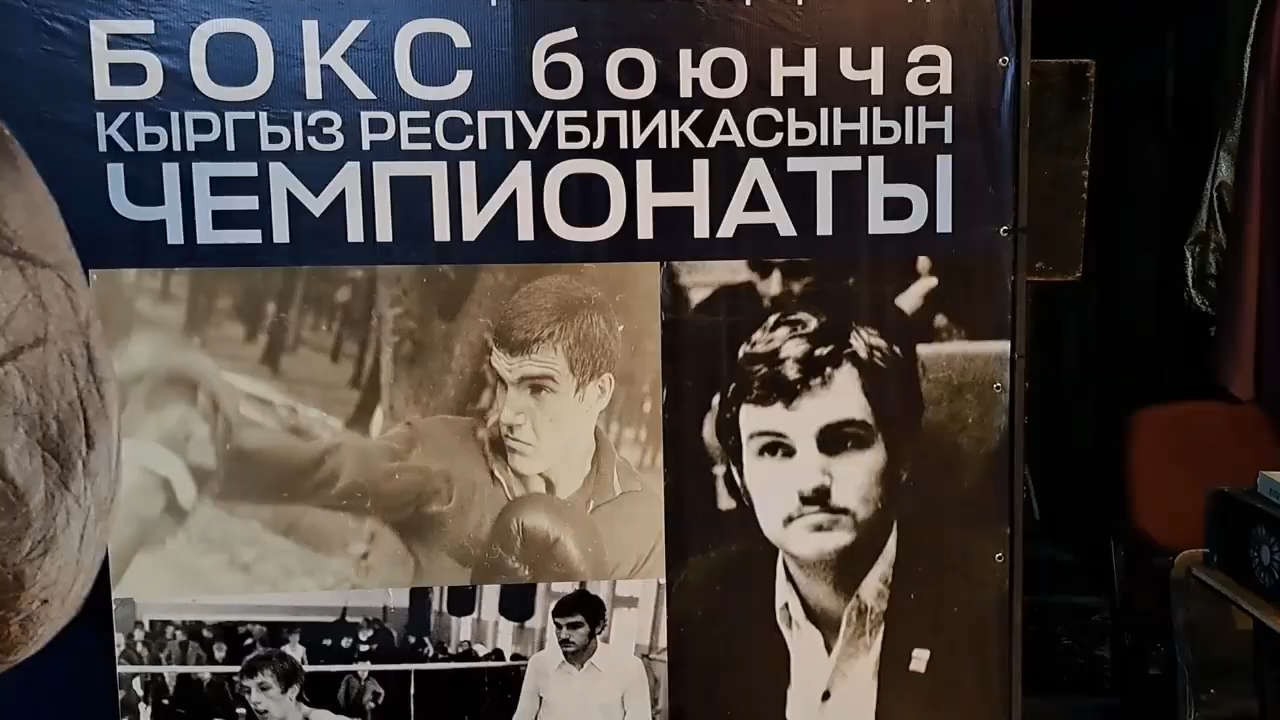 БОКС боюнча
КЫРГЫЗ РЕСПУБЛИКАСЫНЫН
ЧЕМПИОНАТЫ